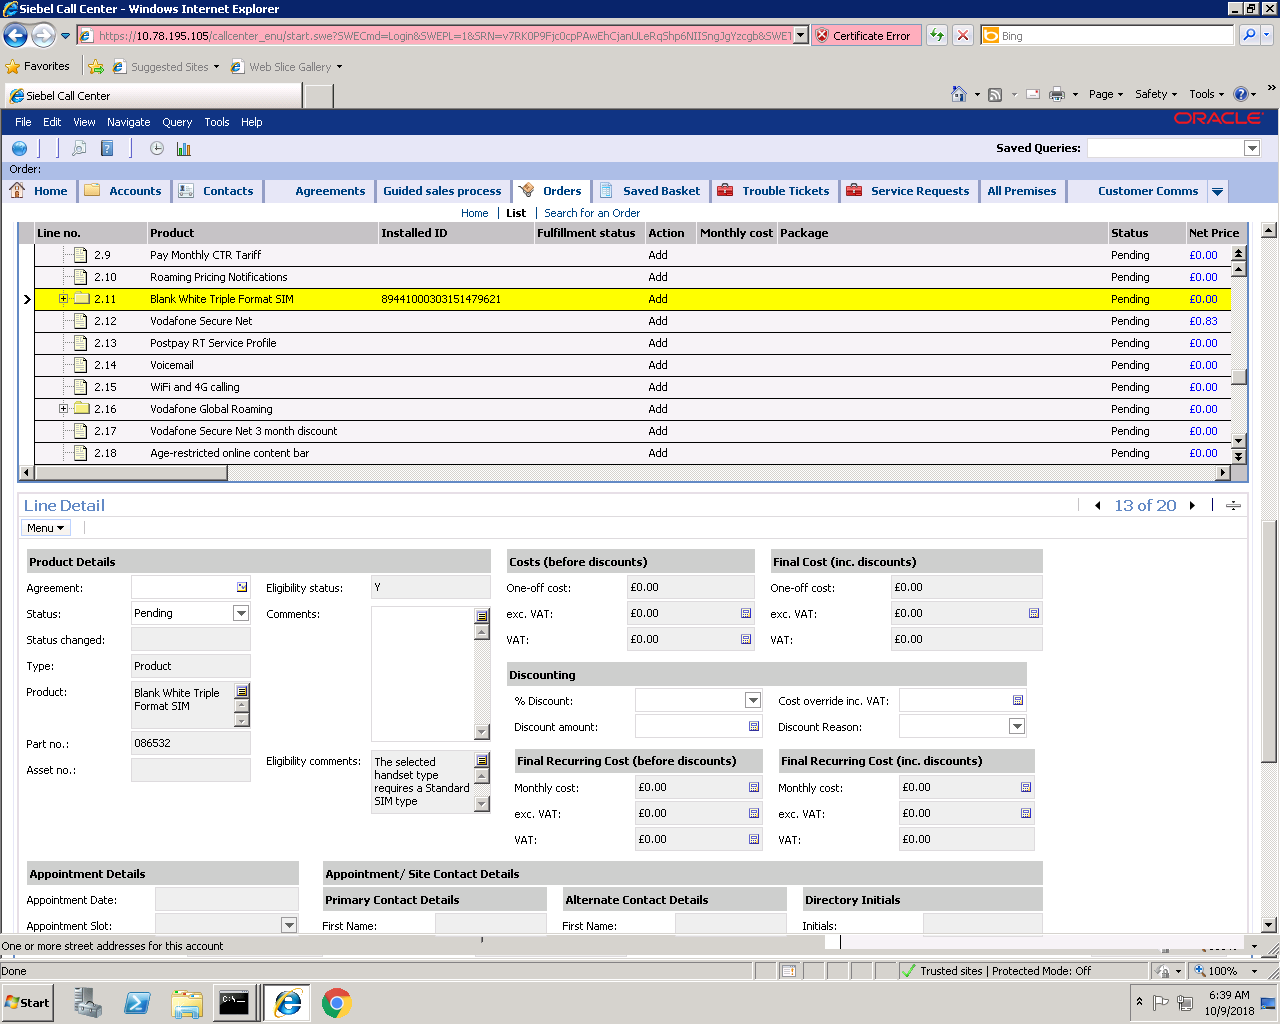 Siebel Call Center - Windows Internet Explorer
https://10.78.195.105/callcenter_enu/start.swe?SWECmd=Login&SWEPL=1&SRN=v7RK0P9Fjc0cpPAwEhCjanULeRqShp6NIISngJgYzcgb&SWET
Certificate Error
Bing
Favorites
Suggested Sites
Web Slice Gallery
Siebel Call Center
Page
Safety
Tools
File Edit View Navigate Query Tools Help
ORACLE
Saved Queries:
Order:
Home Accounts Contacts Agreements Guided sales process Orders Saved Basket Trouble Tickets Service Requests All Premises Customer Comms
Home | List | Search for an Order
Line no. Product Installed ID Fulfillment status Action Monthly cost Package Status Net Price
2.9 Pay Monthly CTR Tariff Add Pending £0.00
2.10 Roaming Pricing Notifications Add Pending £0.00
2.11 Blank White Triple Format SIM 89441000303151479621 Add Pending £0.00
2.12 Vodafone Secure Net Add Pending £0.83
2.13 Postpay RT Service Profile Add Pending £0.00
2.14 Voicemail Add Pending £0.00
2.15 WiFi and 4G calling Add Pending £0.00
2.16 Vodafone Global Roaming Add Pending £0.00
2.17 Vodafone Secure Net 3 month discount Add Pending £0.00
2.18 Age-restricted online content bar Add Pending £0.00
Line Detail
13 of 20
Menu
Product Details
Agreement:
Status: Pending
Status changed:
Type: Product
Product: Blank White Triple
Format SIM
Part no.: 086532
Asset no.:
Eligibility status: Y
Comments:
Eligibility comments: The selected
handset type
requires a Standard
SIM type
Costs (before discounts)
One-off cost: £0.00
exc. VAT: £0.00
VAT: £0.00
Final Cost (inc. discounts)
One-off cost: £0.00
exc. VAT: £0.00
VAT: £0.00
Discounting
% Discount:
Cost override inc. VAT:
Discount amount:
Discount Reason:
Final Recurring Cost (before discounts)
Monthly cost: £0.00
exc. VAT: £0.00
VAT: £0.00
Final Recurring Cost (inc. discounts)
Monthly cost: £0.00
exc. VAT: £0.00
VAT: £0.00
Appointment Details
Appointment Date:
Appointment Slot:
Appointment/ Site Contact Details
Primary Contact Details
First Name:
Alternate Contact Details
First Name:
Directory Initials
Initials:
One or more street addresses for this account
Done
Trusted sites | Protected Mode: Off
100%
Start
C:\
6:39 AM
10/9/2018